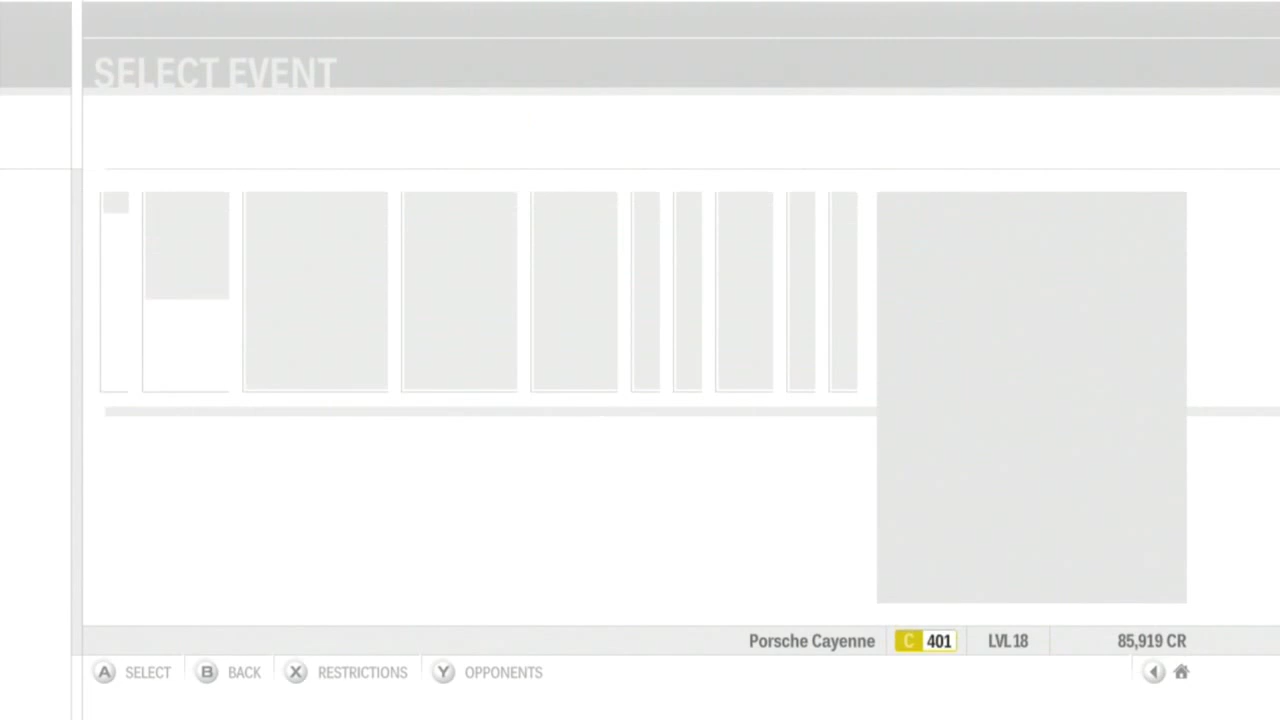 SELECT EVENT
Porsche Cayenne C 401 LVL 18 85,919 CR
A SELECT B BACK X RESTRICTIONS Y OPPONENTS